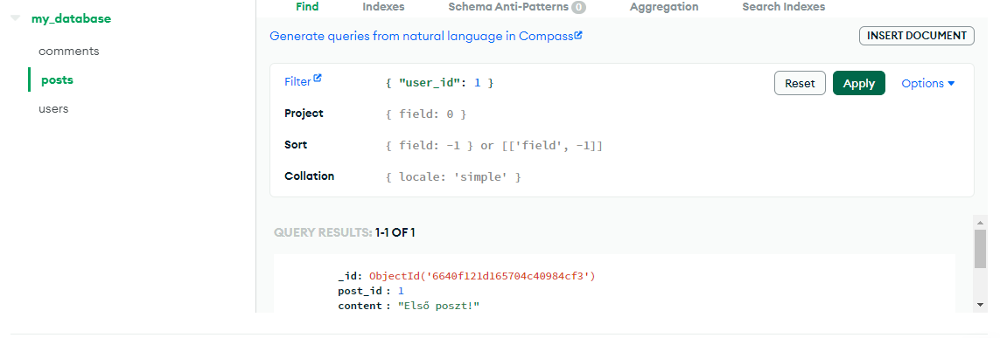 my_database
comments
posts
users
Find Indexes Schema Anti-Patterns 0 Aggregation Search Indexes
Generate queries from natural language in Compass INSERT DOCUMENT
Filter { "user_id": 1 } Reset Apply Options
Project { field: 0 }
Sort { field: -1 } or [['field', -1]]
Collation { locale: 'simple' }
QUERY RESULTS: 1-1 OF 1
_id: ObjectId('6640f121d165704c40984cf3')
post_id : 1
content : "Első poszt!"